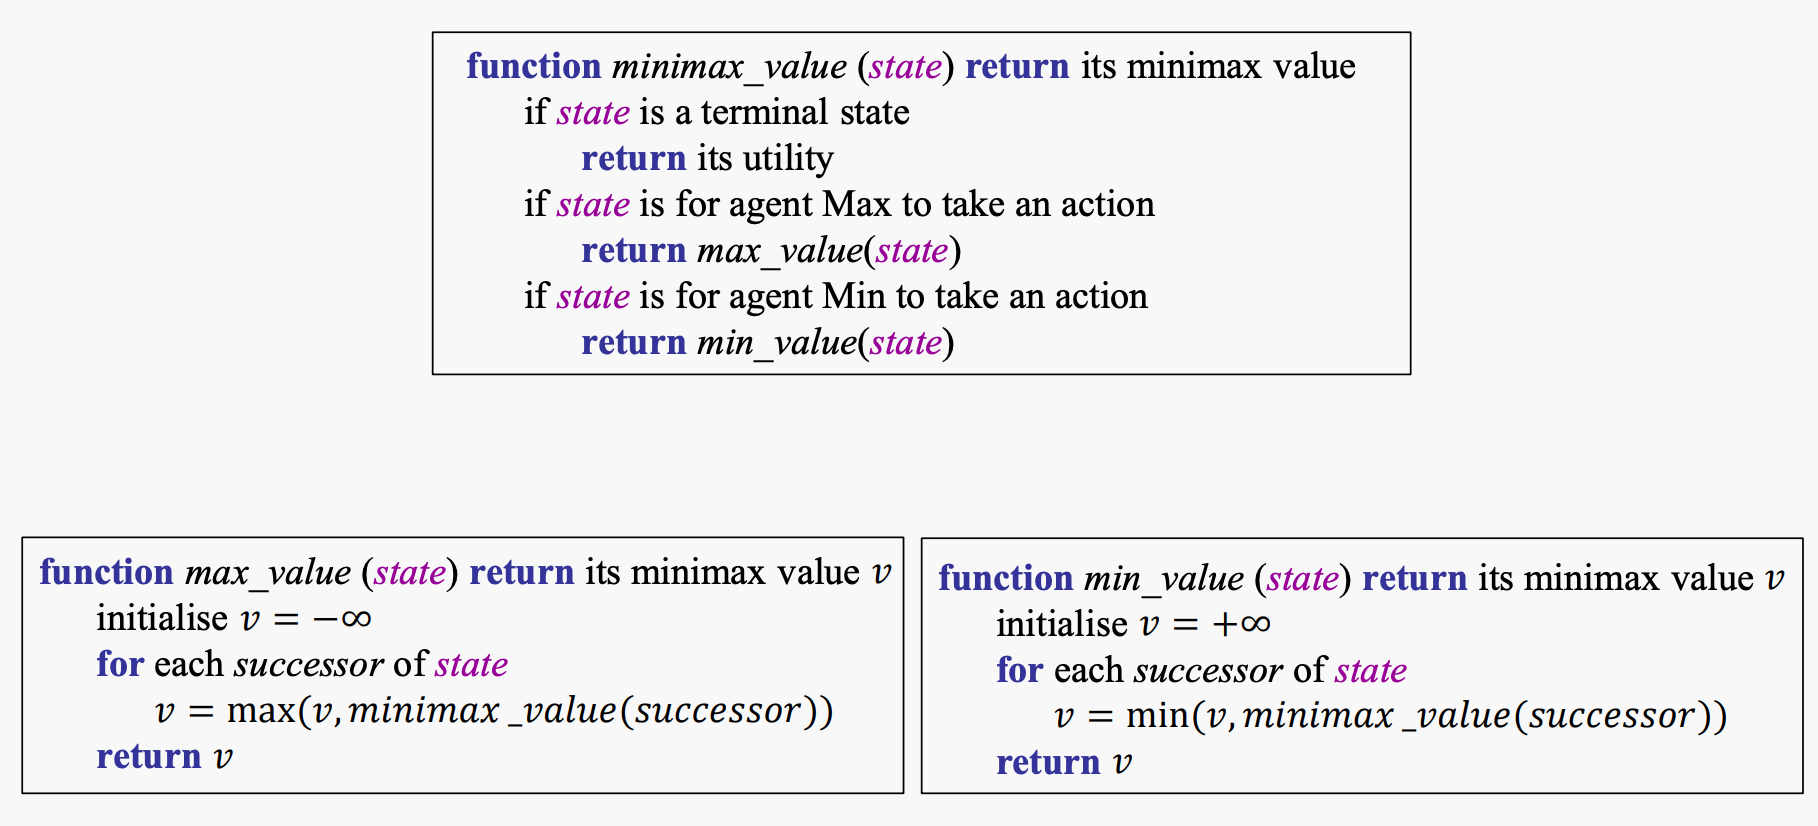 function minimax_value (state) return its minimax value
if state is a terminal state
return its utility
if state is for agent Max to take an action
return max_value(state)
if state is for agent Min to take an action
return min_value(state)
function max_value (state) return its minimax value v
initialise v = −∞
for each successor of state
v = max(v, minimax _value(successor))
return v
function min_value (state) return its minimax value v
initialise v = +∞
for each successor of state
v = min(v, minimax _value(successor))
return v